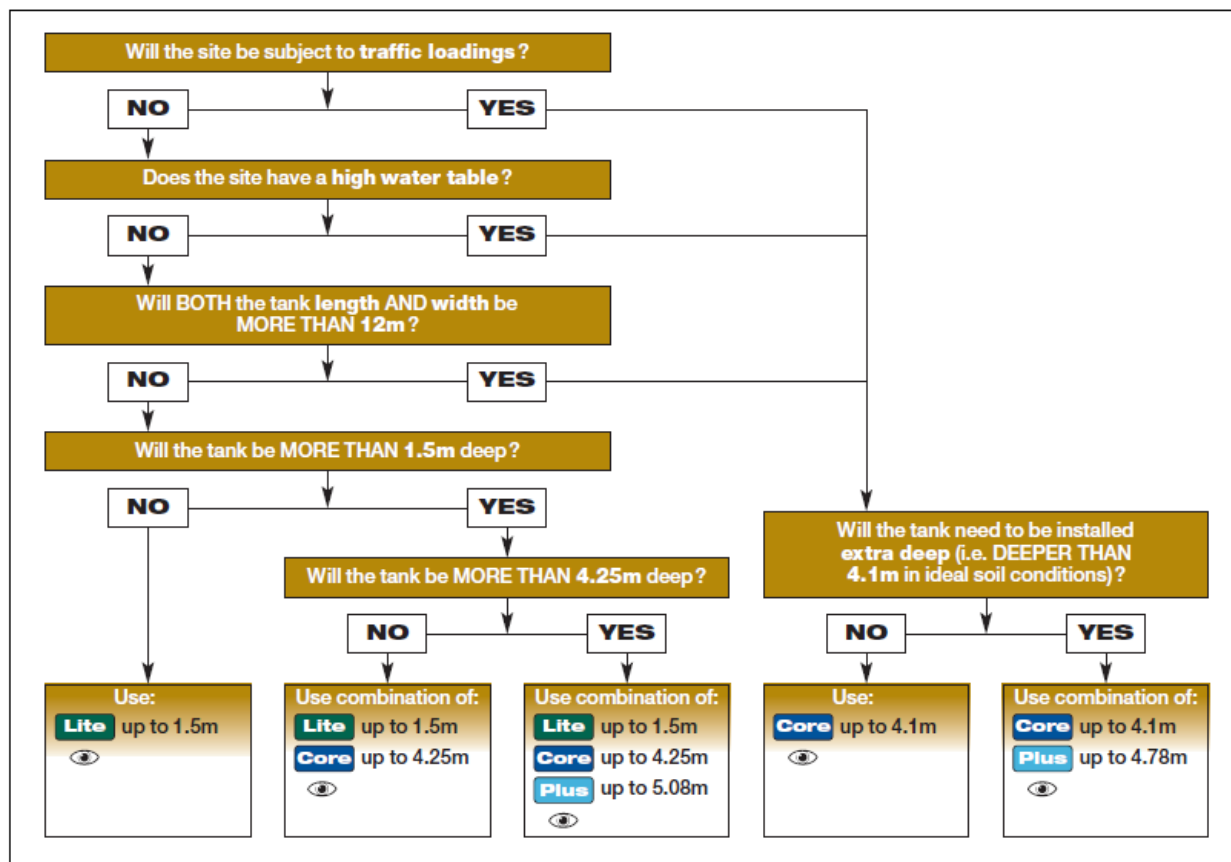 Will the site be subject to traffic loadings?
NO
YES
Does the site have a high water table?
NO
YES
Will BOTH the tank length AND width be
MORE THAN 12m?
NO
YES
Will the tank be MORE THAN 1.5m deep?
NO
YES
Will the tank need to be installed
extra deep (i.e. DEEPER THAN
4.1m in ideal soil conditions)?
Will the tank be MORE THAN 4.25m deep?
NO
YES
NO
YES
Use:
Lite up to 1.5m
Use combination of:
Lite up to 1.5m
Core up to 4.25m
Use combination of:
Lite up to 1.5m
Core up to 4.25m
Plus up to 5.08m
Use:
Core up to 4.1m
Use combination of:
Core up to 4.1m
Plus up to 4.78m